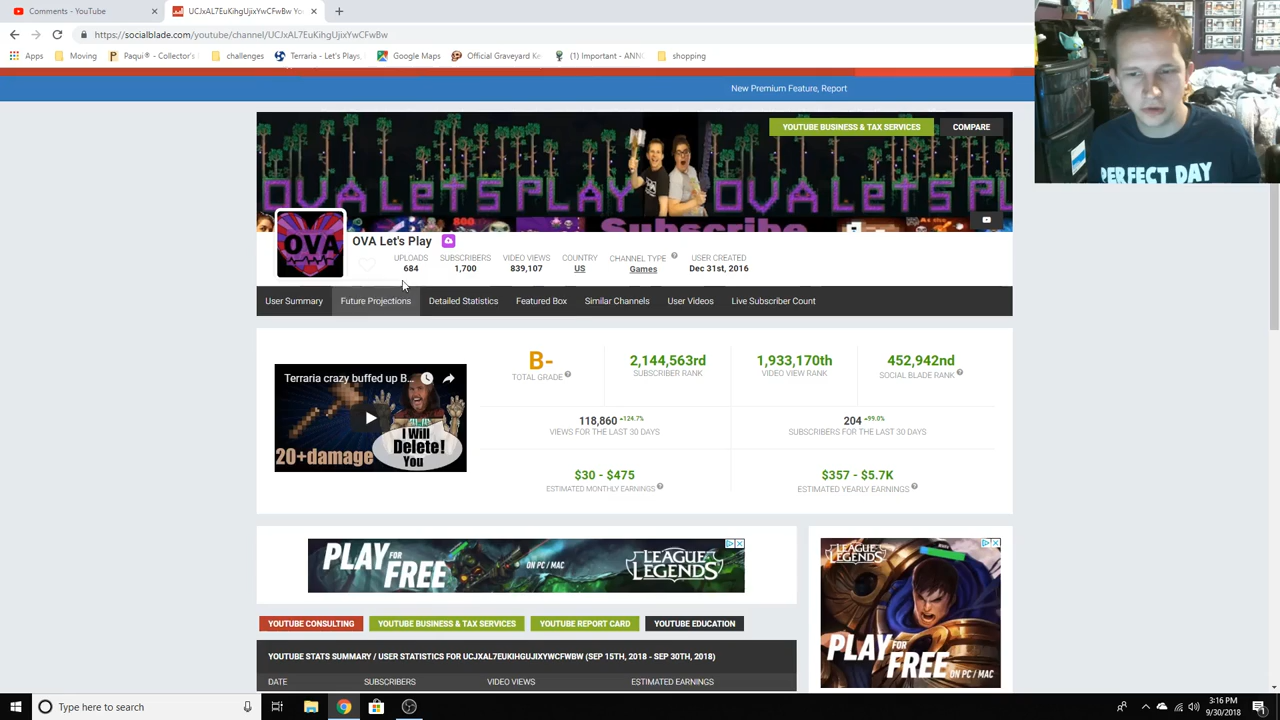 Comments - YouTube
UCJxAL7EuKihgUjixYwCFwBw Yo
https://socialblade.com/youtube/channel/UCJxAL7EuKihgUjixYwCFwBw
Apps
Moving
Paqui® - Collector's
challenges
Terraria - Let's Plays,
Google Maps
Official Graveyard Ke
(1) Important - ANN
shopping
New Premium Feature, Report
YOUTUBE BUSINESS & TAX SERVICES
COMPARE
OVA LETS PLAY
OVA LETS PL
800
Subscribe
OVA
OVA Let's Play
UPLOADS
684
SUBSCRIBERS
1,700
VIDEO VIEWS
839,107
COUNTRY
US
CHANNEL TYPE
Games
USER CREATED
Dec 31st, 2016
User Summary
Future Projections
Detailed Statistics
Featured Box
Similar Channels
User Videos
Live Subscriber Count
Terraria crazy buffed up B...
I Will
Delete!
You
20+damage
B-
TOTAL GRADE
2,144,563rd
SUBSCRIBER RANK
1,933,170th
VIDEO VIEW RANK
452,942nd
SOCIAL BLADE RANK
118,860 +124.7%
VIEWS FOR THE LAST 30 DAYS
204 +99.0%
SUBSCRIBERS FOR THE LAST 30 DAYS
$30 - $475
ESTIMATED MONTHLY EARNINGS
$357 - $5.7K
ESTIMATED YEARLY EARNINGS
PLAY FOR FREE
ON PC / MAC
LEAGUE OF LEGENDS
LEAGUE OF LEGENDS
PLAY FOR FREE
ON PC / MAC
YOUTUBE CONSULTING
YOUTUBE BUSINESS & TAX SERVICES
YOUTUBE REPORT CARD
YOUTUBE EDUCATION
YOUTUBE STATS SUMMARY / USER STATISTICS FOR UCJXAL7EUKIHGUJIXYWCFWBW (SEP 15TH, 2018 - SEP 30TH, 2018)
DATE
SUBSCRIBERS
VIDEO VIEWS
ESTIMATED EARNINGS
PERFECT DAY
Type here to search
3:16 PM
9/30/2018
1